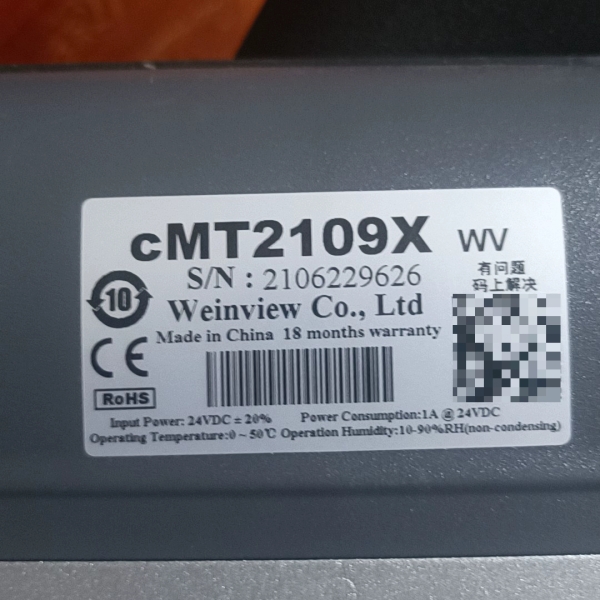 cMT2109X WV
S/N : 2106229626
有问题
码上解决
10
Weinview Co., Ltd
Made in China 18 months warranty
CE
RoHS
Input Power: 24VDC ± 20% Power Consumption:1A @ 24VDC
Operating Temperature:0 ~ 50℃ Operation Humidity:10-90%RH(non-condensing)